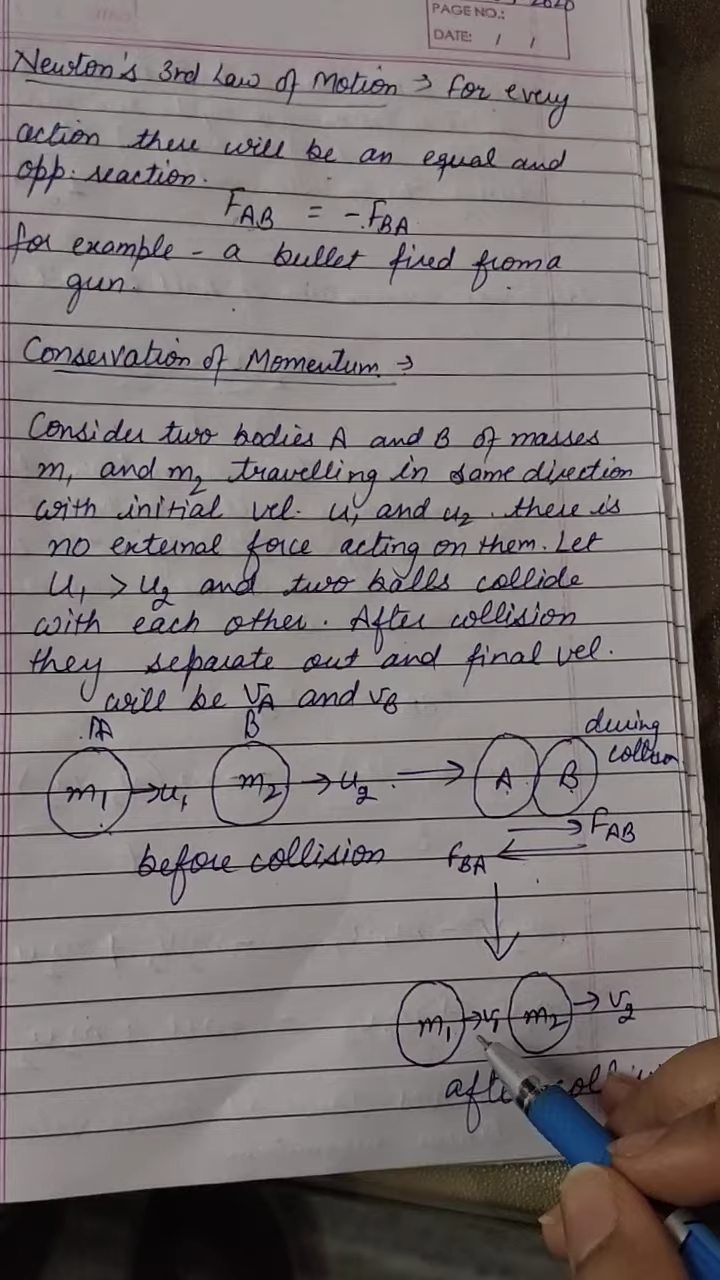 2020
PAGE NO.:
DATE: / /
Newton's 3rd Law of Motion → for every
action there will be an equal and
opp. reaction.
FAB = -FBA
for example - a bullet fired from a
gun.
Conservation of Momentum →
Consider two bodies A and B of masses
m1 and m2 travelling in same direction
with initial vel. u1 and u2. there is
no external force acting on them. Let
u1 > u2 and two balls collide
with each other. After collision
they separate out and final vel.
will be vA and vB
A B during
m1 → u1 m2 → u2 → A B collision
before collision FBA FAB
m1 → v1 m2 → v2
after